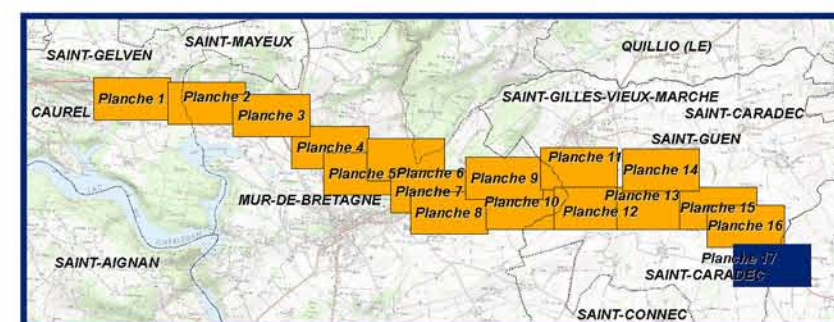 SAINT-GELVEN
SAINT-MAYEUX
QUILLIO (LE)
CAUREL
Planche 1
Planche 2
Planche 3
SAINT-GILLES-VIEUX-MARCHE
SAINT-CARADEC
SAINT-GUEN
Planche 4
Planche 5
Planche 6
Planche 7
Planche 8
Planche 9
Planche 10
Planche 11
Planche 12
Planche 13
Planche 14
Planche 15
Planche 16
Planche 17
MUR-DE-BRETAGNE
SAINT-AIGNAN
SAINT-CARADEC
SAINT-CONNEC